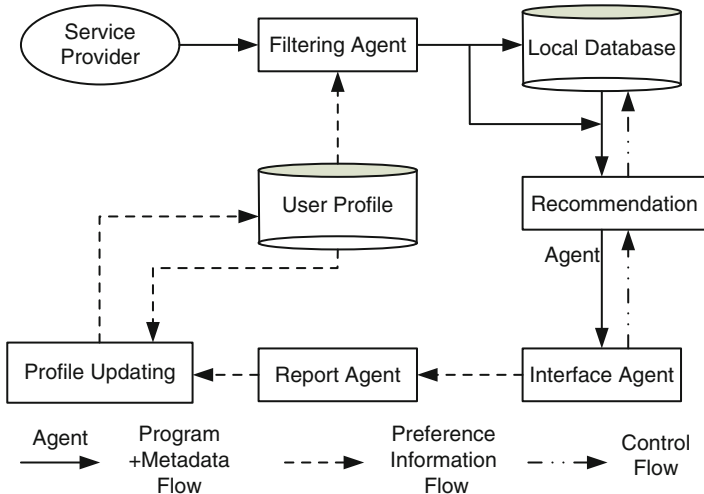 Service
Provider
Filtering Agent
Local Database
User Profile
Recommendation
Agent
Profile Updating
Report Agent
Interface Agent
Agent
Program
+Metadata
Flow
Preference
Information
Flow
Control
Flow